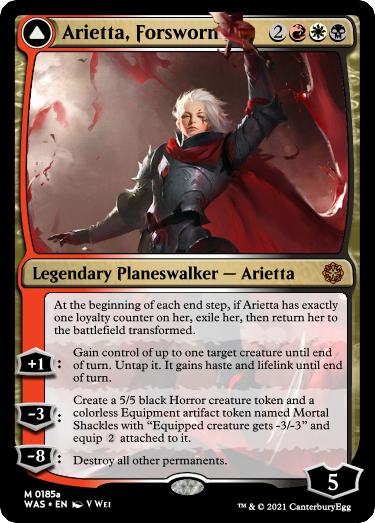 Arietta, Forsworn 2
Legendary Planeswalker — Arietta
At the beginning of each end step, if Arietta has exactly
one loyalty counter on her, exile her, then return her to
the battlefield transformed.
+1: Gain control of up to one target creature until end
of turn. Untap it. It gains haste and lifelink until end
of turn.
-3: Create a 5/5 black Horror creature token and a
colorless Equipment artifact token named Mortal
Shackles with “Equipped creature gets -3/-3” and
equip 2 attached to it.
-8: Destroy all other permanents.
5
M 0185a
WAS • EN V WEI
™ & © 2021 CanterburyEgg